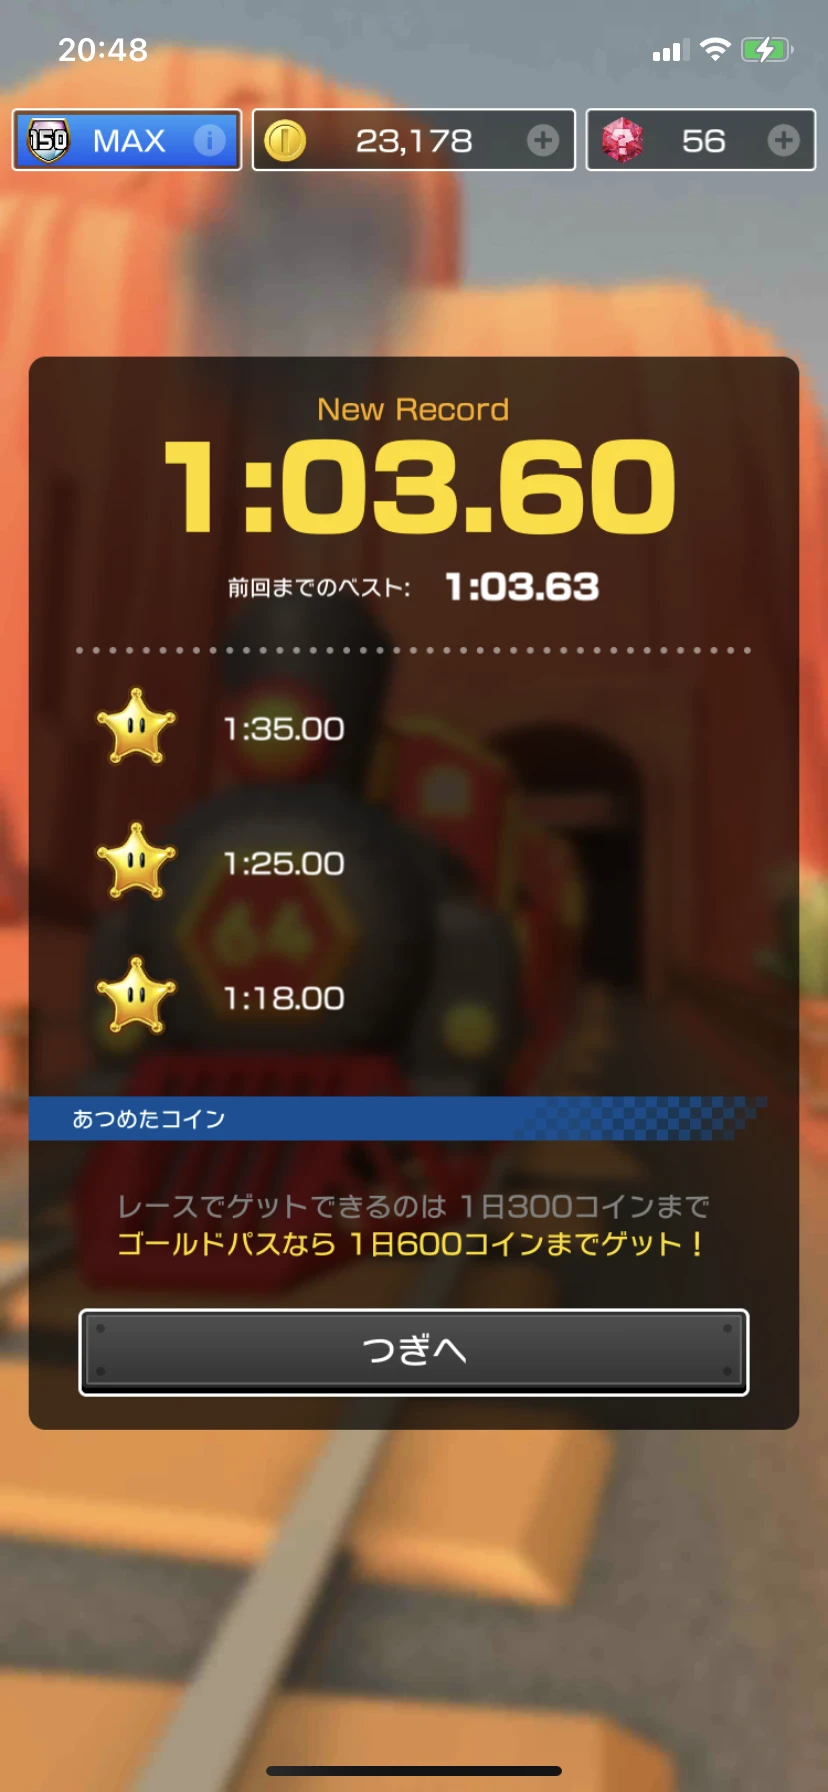 20:48
150 MAX i 23,178 + 56 +
New Record
1:03.60
前回までのベスト: 1:03.63
1:35.00
1:25.00
64
1:18.00
あつめたコイン
レースでゲットできるのは 1日300コインまで
ゴールドパスなら 1日600コインまでゲット！
つぎへ